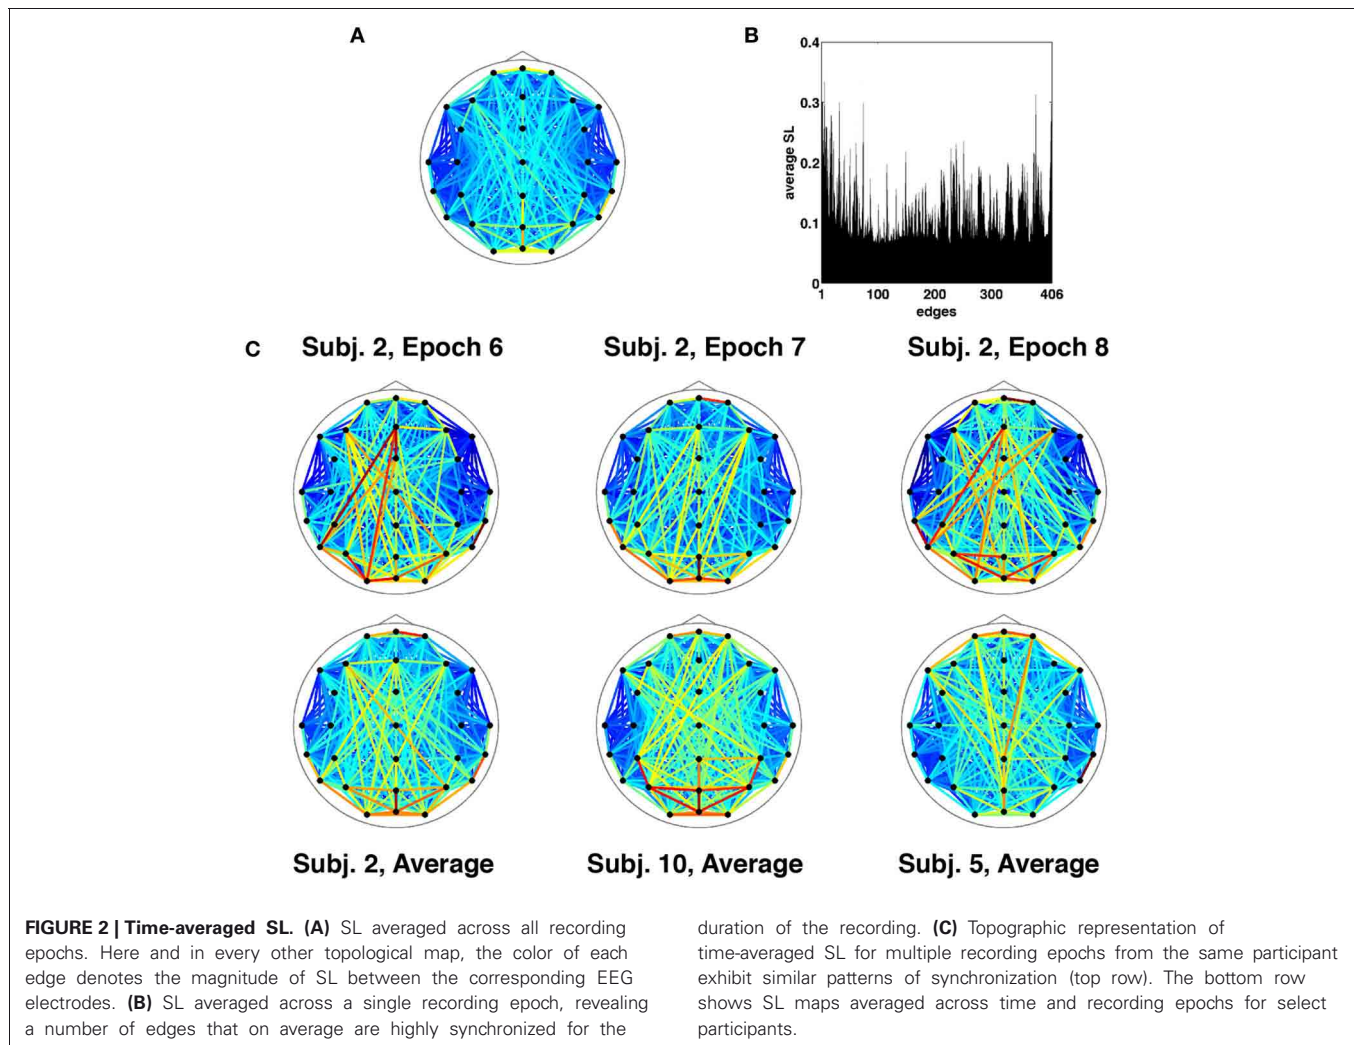 A
B
0.4
0.3
0.2
0.1
0
average SL
1 100 200 300 406
edges
C Subj. 2, Epoch 6 Subj. 2, Epoch 7 Subj. 2, Epoch 8
Subj. 2, Average Subj. 10, Average Subj. 5, Average
FIGURE 2 | Time-averaged SL. (A) SL averaged across all recording
epochs. Here and in every other topological map, the color of each
edge denotes the magnitude of SL between the corresponding EEG
electrodes. (B) SL averaged across a single recording epoch, revealing
a number of edges that on average are highly synchronized for the
duration of the recording. (C) Topographic representation of
time-averaged SL for multiple recording epochs from the same participant
exhibit similar patterns of synchronization (top row). The bottom row
shows SL maps averaged across time and recording epochs for select
participants.